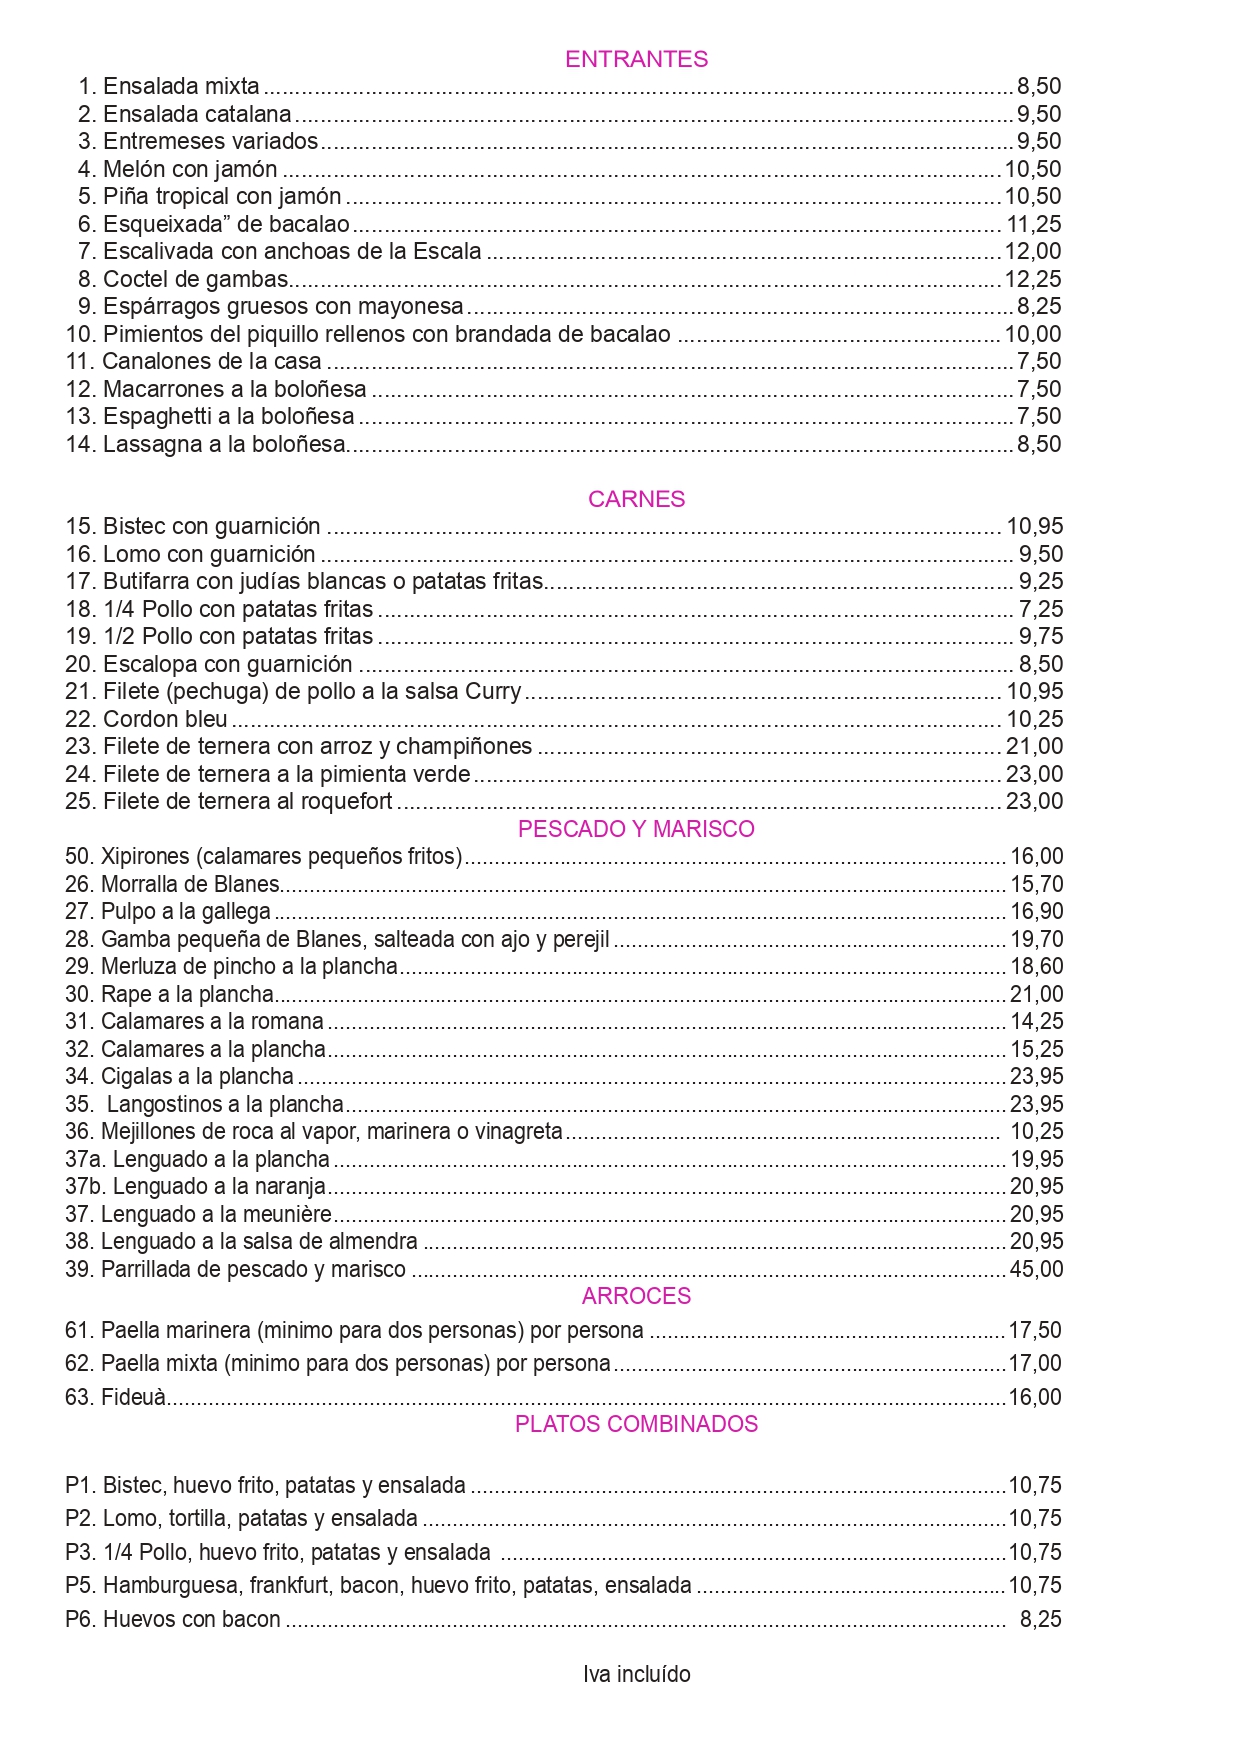 ENTRANTES
1. Ensalada mixta ........ 8,50
2. Ensalada catalana ........ 9,50
3. Entremeses variados ........ 9,50
4. Melón con jamón ........ 10,50
5. Piña tropical con jamón ........ 10,50
6. Esqueixada” de bacalao ........ 11,25
7. Escalivada con anchoas de la Escala ........ 12,00
8. Coctel de gambas ........ 12,25
9. Espárragos gruesos con mayonesa ........ 8,25
10. Pimientos del piquillo rellenos con brandada de bacalao ........ 10,00
11. Canalones de la casa ........ 7,50
12. Macarrones a la boloñesa ........ 7,50
13. Espaghetti a la boloñesa ........ 7,50
14. Lassagna a la boloñesa ........ 8,50
CARNES
15. Bistec con guarnición ........ 10,95
16. Lomo con guarnición ........ 9,50
17. Butifarra con judías blancas o patatas fritas ........ 9,25
18. 1/4 Pollo con patatas fritas ........ 7,25
19. 1/2 Pollo con patatas fritas ........ 9,75
20. Escalopa con guarnición ........ 8,50
21. Filete (pechuga) de pollo a la salsa Curry ........ 10,95
22. Cordon bleu ........ 10,25
23. Filete de ternera con arroz y champiñones ........ 21,00
24. Filete de ternera a la pimienta verde ........ 23,00
25. Filete de ternera al roquefort ........ 23,00
PESCADO Y MARISCO
50. Xipirones (calamares pequeños fritos) ........ 16,00
26. Morralla de Blanes ........ 15,70
27. Pulpo a la gallega ........ 16,90
28. Gamba pequeña de Blanes, salteada con ajo y perejil ........ 19,70
29. Merluza de pincho a la plancha ........ 18,60
30. Rape a la plancha ........ 21,00
31. Calamares a la romana ........ 14,25
32. Calamares a la plancha ........ 15,25
34. Cigalas a la plancha ........ 23,95
35. Langostinos a la plancha ........ 23,95
36. Mejillones de roca al vapor, marinera o vinagreta ........ 10,25
37a. Lenguado a la plancha ........ 19,95
37b. Lenguado a la naranja ........ 20,95
37. Lenguado a la meunière ........ 20,95
38. Lenguado a la salsa de almendra ........ 20,95
39. Parrillada de pescado y marisco ........ 45,00
ARROCES
61. Paella marinera (minimo para dos personas) por persona ........ 17,50
62. Paella mixta (minimo para dos personas) por persona ........ 17,00
63. Fideuà ........ 16,00
PLATOS COMBINADOS
P1. Bistec, huevo frito, patatas y ensalada ........ 10,75
P2. Lomo, tortilla, patatas y ensalada ........ 10,75
P3. 1/4 Pollo, huevo frito, patatas y ensalada ........ 10,75
P5. Hamburguesa, frankfurt, bacon, huevo frito, patatas, ensalada ........ 10,75
P6. Huevos con bacon ........ 8,25
Iva incluído